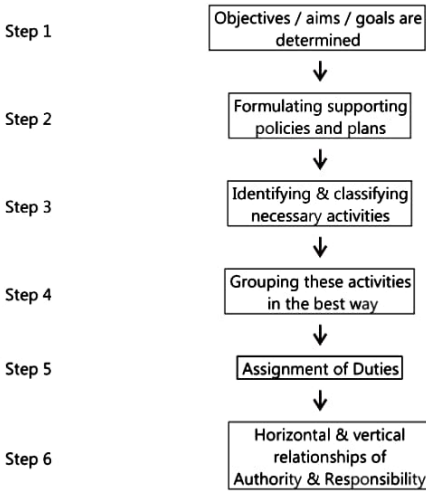 Step 1
Objectives / aims / goals are
determined
Step 2
Formulating supporting
policies and plans
Step 3
Identifying & classifying
necessary activities
Step 4
Grouping these activities
in the best way
Step 5
Assignment of Duties
Step 6
Horizontal & vertical
relationships of
Authority & Responsibility